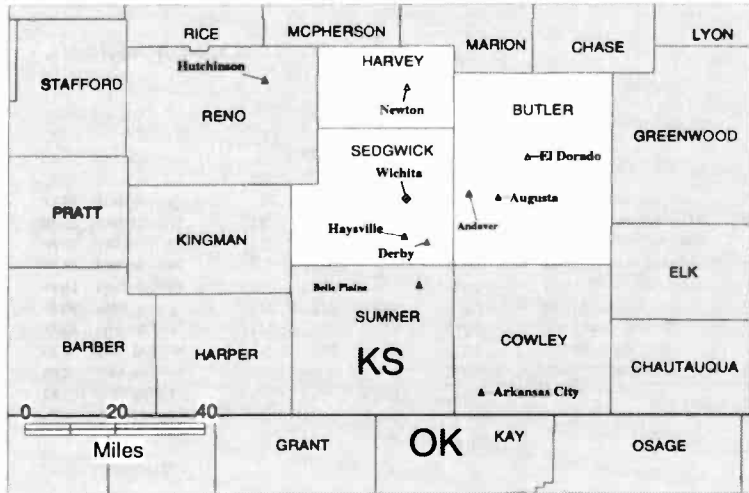 RICE
MCPHERSON
MARION
CHASE
LYON
STAFFORD
Hutchinson
HARVEY
RENO
Newton
BUTLER
GREENWOOD
SEDGWICK
El Dorado
Wichita
PRATT
Augusta
KINGMAN
Haysville
Derby
Andaver
ELK
Belle Plaine
SUMNER
BARBER
HARPER
KS
COWLEY
CHAUTAUQUA
Arkansas City
0 20 40
Miles
GRANT
OK
KAY
OSAGE